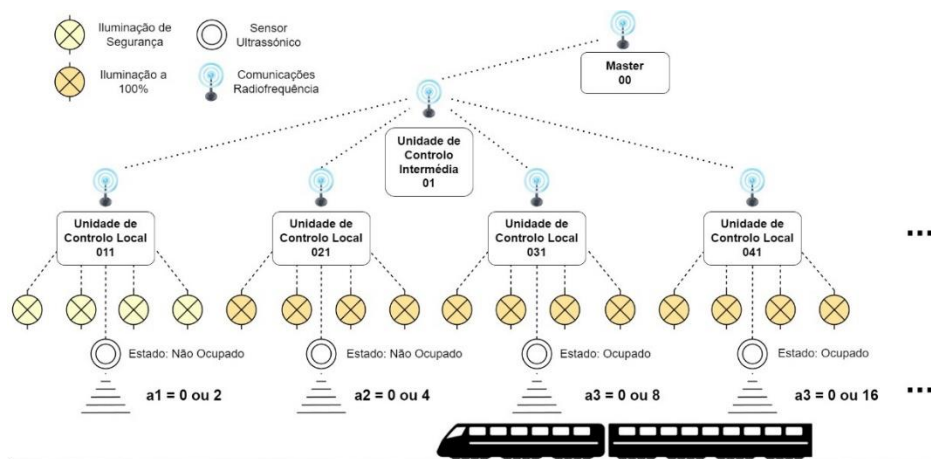 Iluminação de
Segurança
Sensor
Ultrassónico
Iluminação a
100%
Comunicações
Radiofrequência
Master
00
Unidade de
Controlo
Intermédia
01
Unidade de
Controlo Local
011
Unidade de
Controlo Local
021
Unidade de
Controlo Local
031
Unidade de
Controlo Local
041
...
Estado: Não Ocupado
Estado: Não Ocupado
Estado: Ocupado
Estado: Ocupado
a1 = 0 ou 2
a2 = 0 ou 4
a3 = 0 ou 8
a3 = 0 ou 16
...